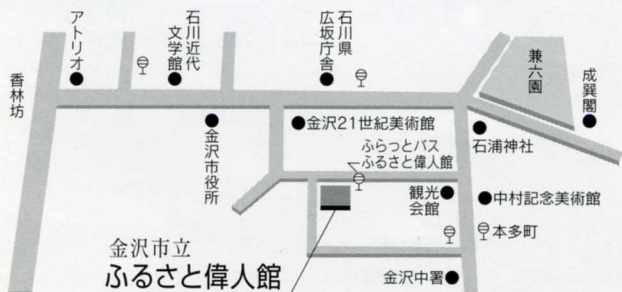 香林坊
アトリオ
石川近代
文学館
石川県
広坂庁舎
兼六園
成巽閣
金沢市役所
金沢21世紀美術館
石浦神社
ふらっとバス
ふるさと偉人館
観光
会館
中村記念美術館
本多町
金沢市立
ふるさと偉人館
金沢中署